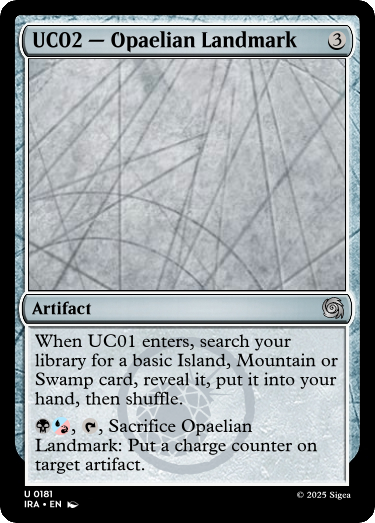 UC02 — Opaelian Landmark 3
Artifact
When UC01 enters, search your
library for a basic Island, Mountain or
Swamp card, reveal it, put it into your
hand, then shuffle.
, , Sacrifice Opaelian
Landmark: Put a charge counter on
target artifact.
U 0181
IRA • EN
© 2025 Sigea